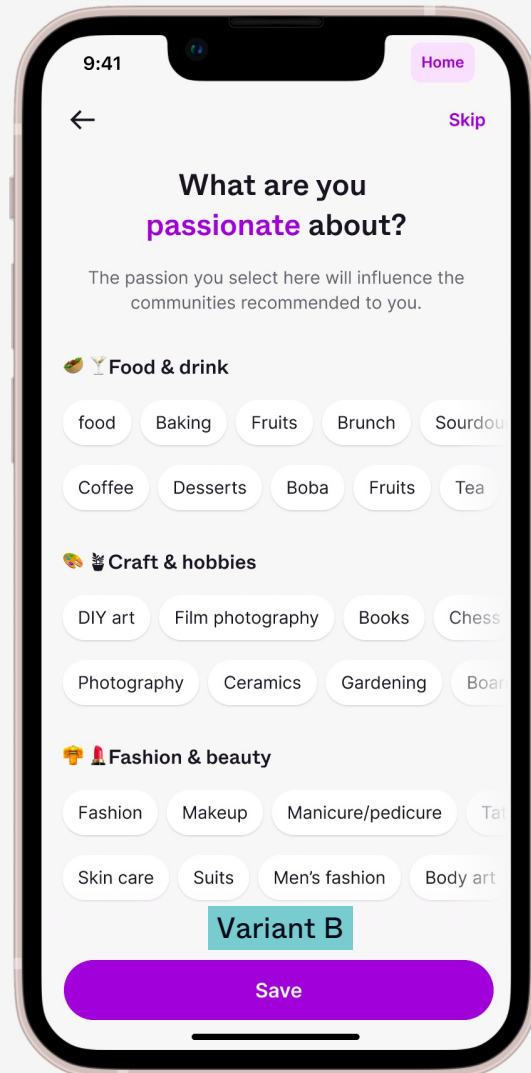 9:41
Home
Skip
What are you
passionate about?
The passion you select here will influence the
communities recommended to you.
Food & drink
food Baking Fruits Brunch Sourdou
Coffee Desserts Boba Fruits Tea
Craft & hobbies
DIY art Film photography Books Chess
Photography Ceramics Gardening Boar
Fashion & beauty
Fashion Makeup Manicure/pedicure Tat
Skin care Suits Men's fashion Body art
Variant B
Save